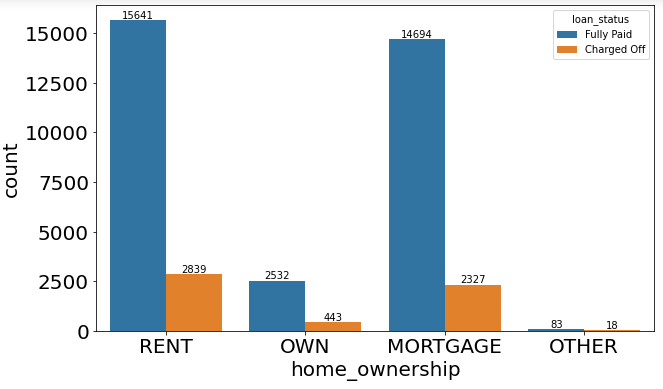 loan_status
Fully Paid
Charged Off
count
15000
12500
10000
7500
5000
2500
0
15641
2839
2532
443
14694
2327
83
18
RENT
OWN
MORTGAGE
OTHER
home_ownership